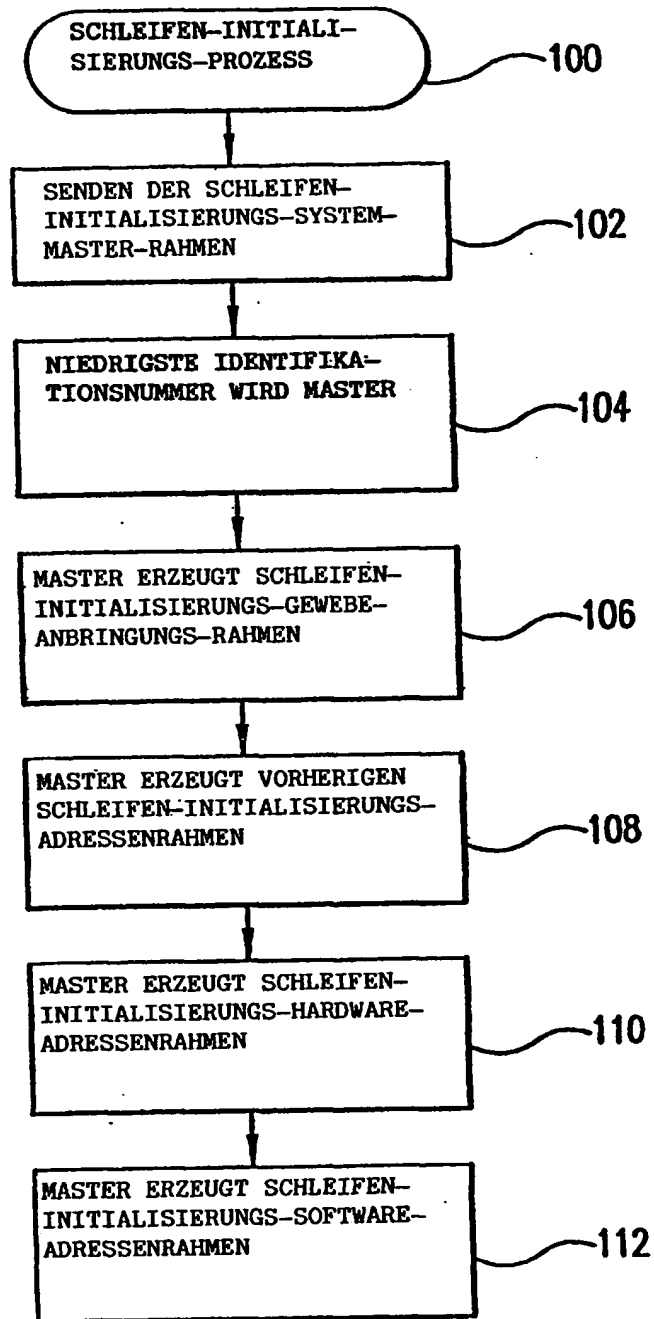 SCHLEIFEN-INITIALI-
SIERUNGS-PROZESS
100
SENDEN DER SCHLEIFEN-
INITIALISIERUNGS-SYSTEM-
MASTER-RAHMEN
102
NIEDRIGSTE IDENTIFIKA-
TIONSNUMMER WIRD MASTER
104
MASTER ERZEUGT SCHLEIFEN-
INITIALISIERUNGS-GEWEBE-
ANBRINGUNGS-RAHMEN
106
MASTER ERZEUGT VORHERIGEN
SCHLEIFEN-INITIALISIERUNGS-
ADRESSENRAHMEN
108
MASTER ERZEUGT SCHLEIFEN-
INITIALISIERUNGS-HARDWARE-
ADRESSENRAHMEN
110
MASTER ERZEUGT SCHLEIFEN-
INITIALISIERUNGS-SOFTWARE-
ADRESSENRAHMEN
112